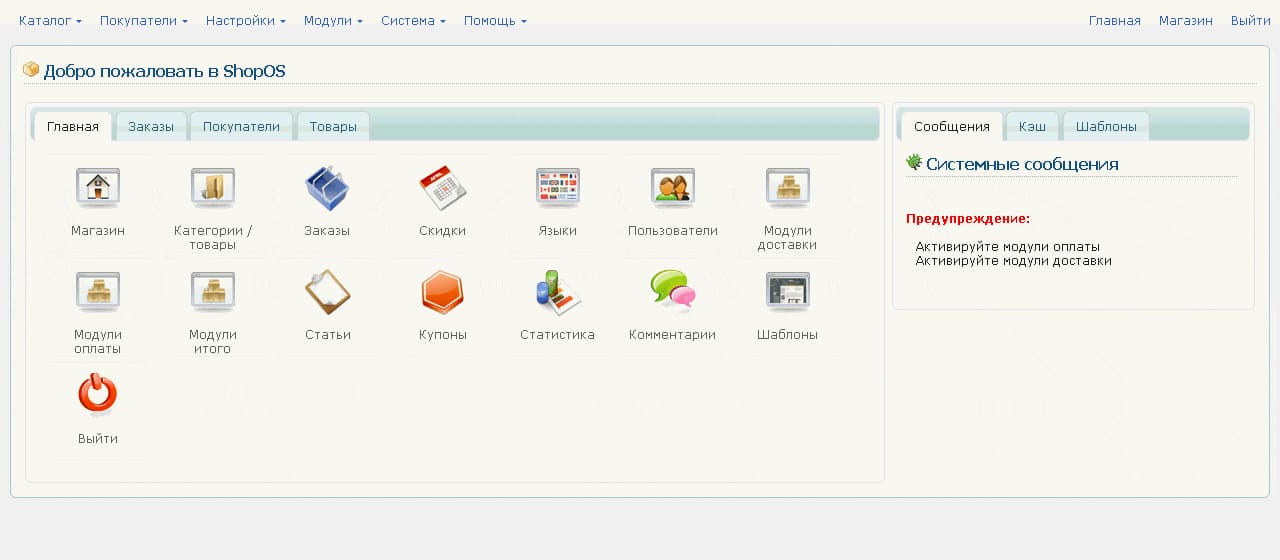 Каталог Покупатели Настройки Модули Система Помощь Главная Магазин Выйти
Добро пожаловать в ShopOS
Главная Заказы Покупатели Товары
Магазин
Категории /
товары
Заказы
Скидки
Языки
Пользователи
Модули
доставки
Модули
оплаты
Модули
итого
Статьи
Купоны
Статистика
Комментарии
Шаблоны
Выйти
Сообщения Кэш Шаблоны
Системные сообщения
Предупреждение:
Активируйте модули оплаты
Активируйте модули доставки